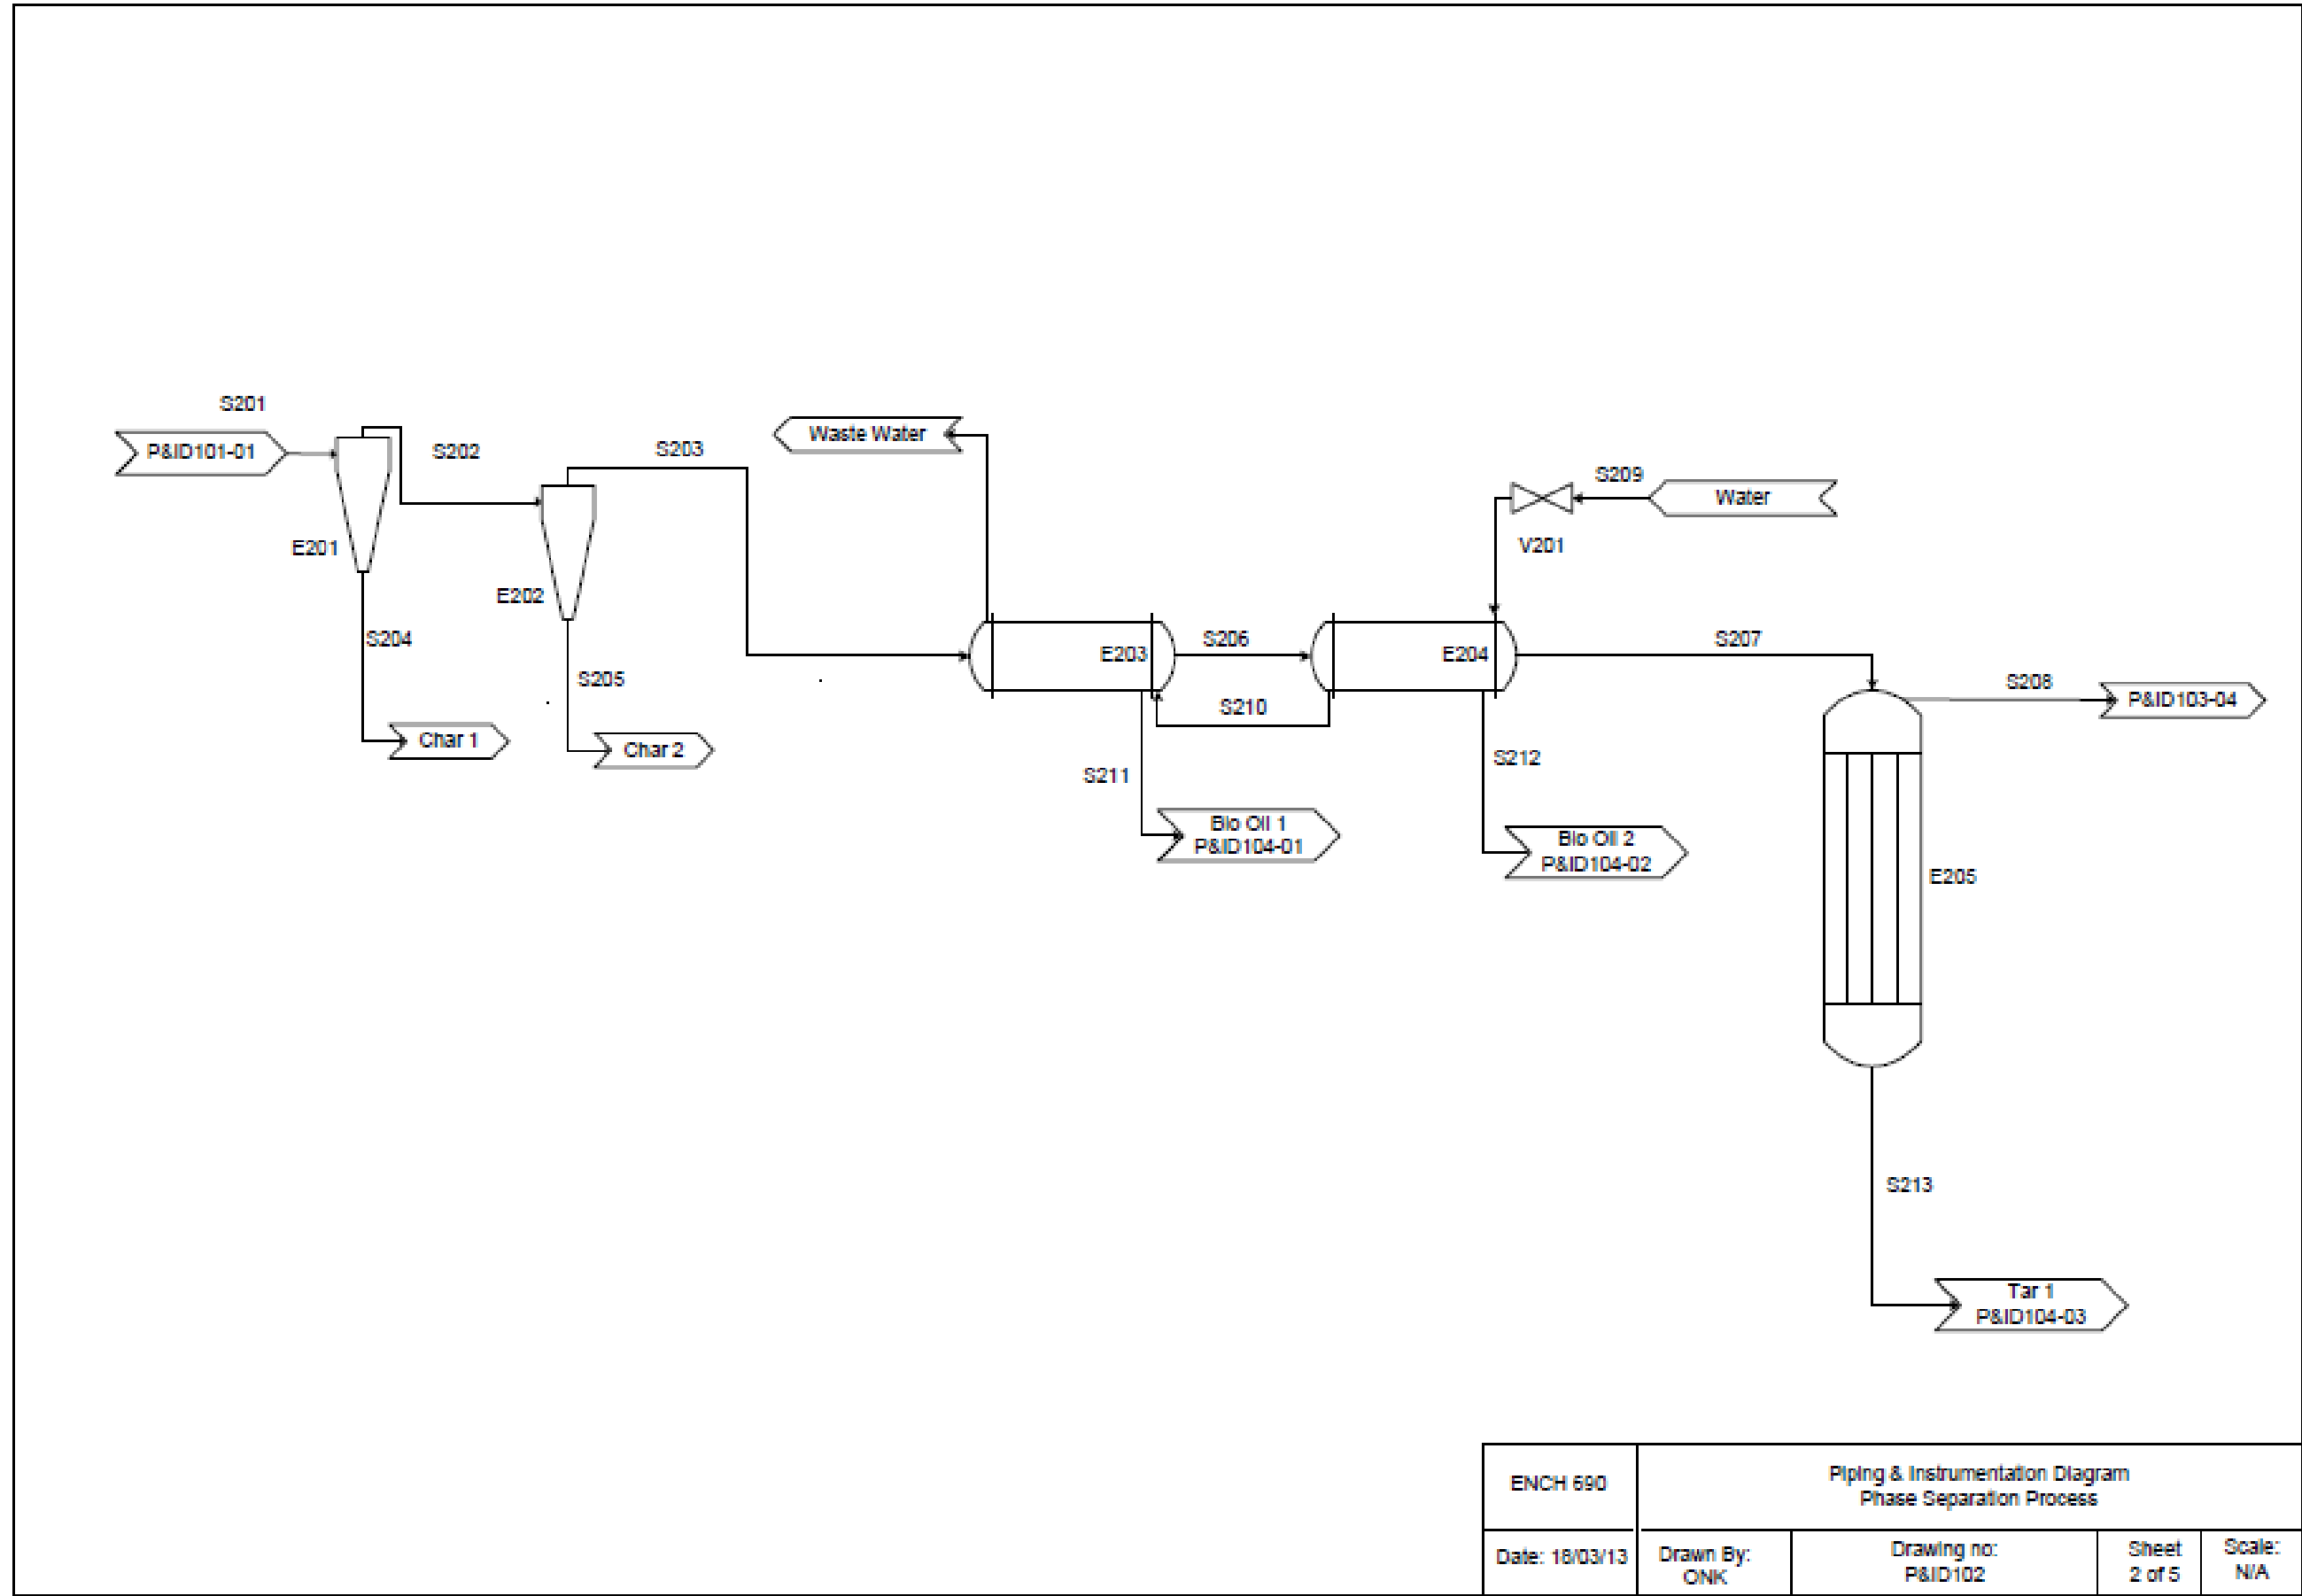 S201
P&ID101-01
S202
S203
Waste Water
S209
Water
V201
E201
E202
S204
S205
Char 1
Char 2
E203
S206
E204
S207
S210
S208
P&ID103-04
S211
S212
Bio Oil 1
P&ID104-01
Bio Oil 2
P&ID104-02
E205
S213
Tar 1
P&ID104-03
ENCH 690
Piping & Instrumentation Diagram
Phase Separation Process
Date: 18/03/13
Drawn By:
ONK
Drawing no:
P&ID102
Sheet
2 of 5
Scale:
N/A